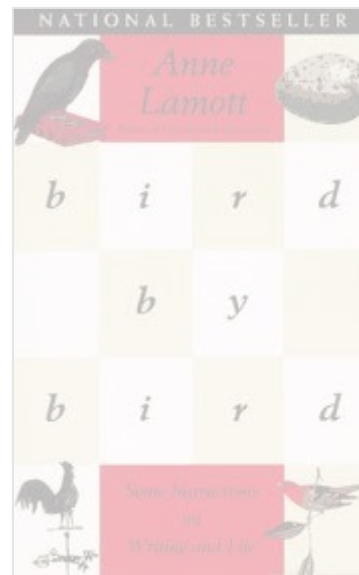 NATIONAL BESTSELLER
Anne
Lamott
b i r d
b y
b i r d
Some Instructions
on
Writing and Life